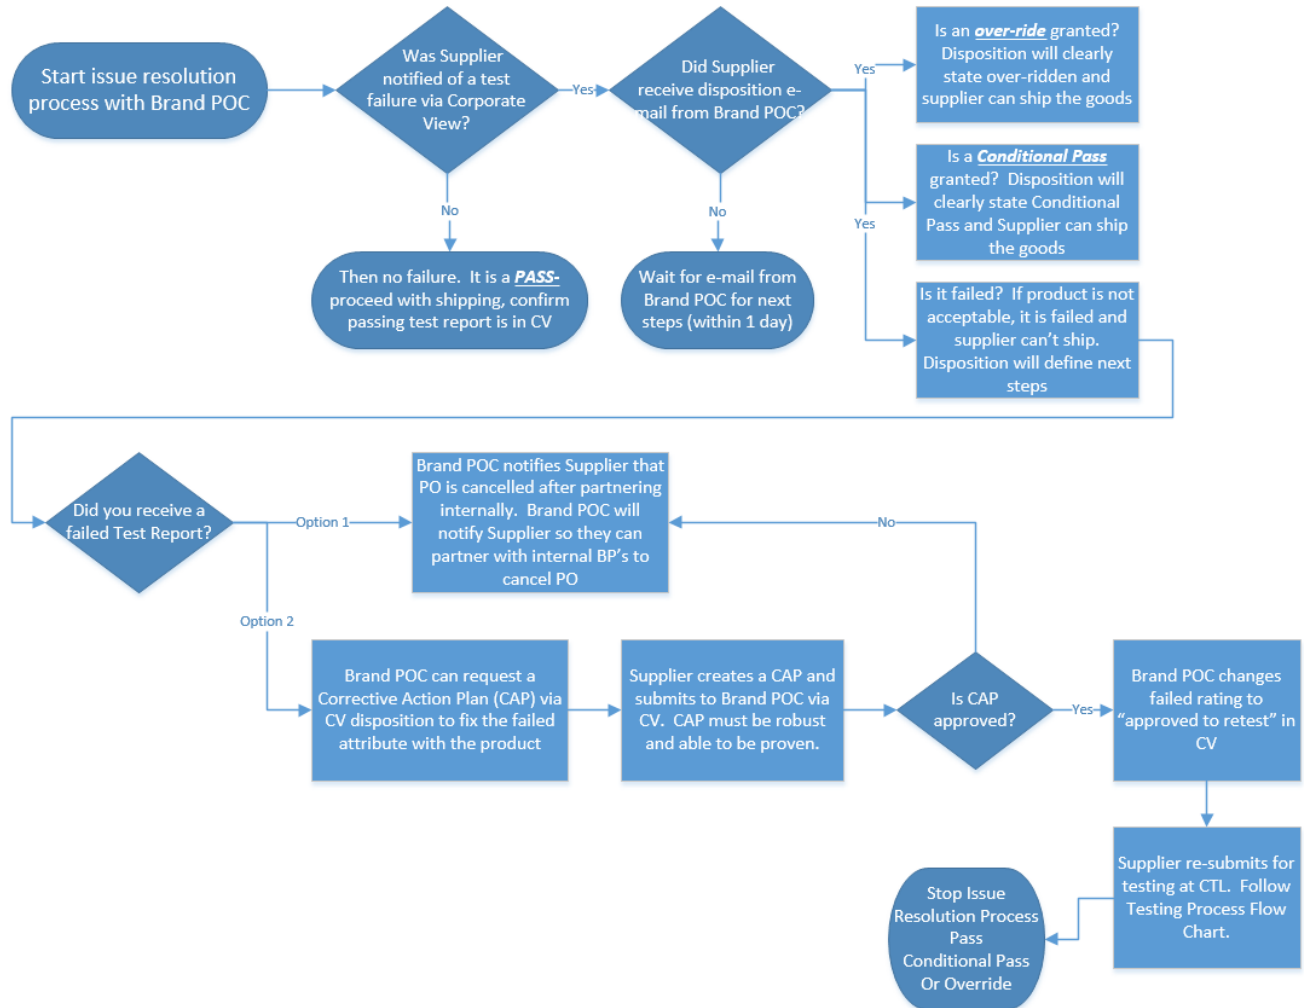 Start issue resolution
process with Brand POC
Was Supplier
notified of a test
failure via Corporate
View?
Yes
Did Supplier
receive disposition e-
mail from Brand POC?
Yes
Is an over-ride granted?
Disposition will clearly
state over-ridden and
supplier can ship the goods
Is a Conditional Pass
granted?  Disposition will
clearly state Conditional
Pass and Supplier can ship
the goods
Yes
Is it failed?  If product is not
acceptable, it is failed and
supplier can't ship.
Disposition will define next
steps
No
Then no failure.  It is a PASS-
proceed with shipping, confirm
passing test report is in CV
No
Wait for e-mail from
Brand POC for next
steps (within 1 day)
Did you receive a
failed Test Report?
Option 1
Brand POC notifies Supplier that
PO is cancelled after partnering
internally.  Brand POC will
notify Supplier so they can
partner with internal BP's to
cancel PO
No
Option 2
Brand POC can request a
Corrective Action Plan (CAP) via
CV disposition to fix the failed
attribute with the product
Supplier creates a CAP and
submits to Brand POC via
CV.  CAP must be robust
and able to be proven.
Is CAP
approved?
Yes
Brand POC changes
failed rating to
“approved to retest” in
CV
Supplier re-submits for
testing at CTL.  Follow
Testing Process Flow
Chart.
Stop Issue
Resolution Process
Pass
Conditional Pass
Or Override